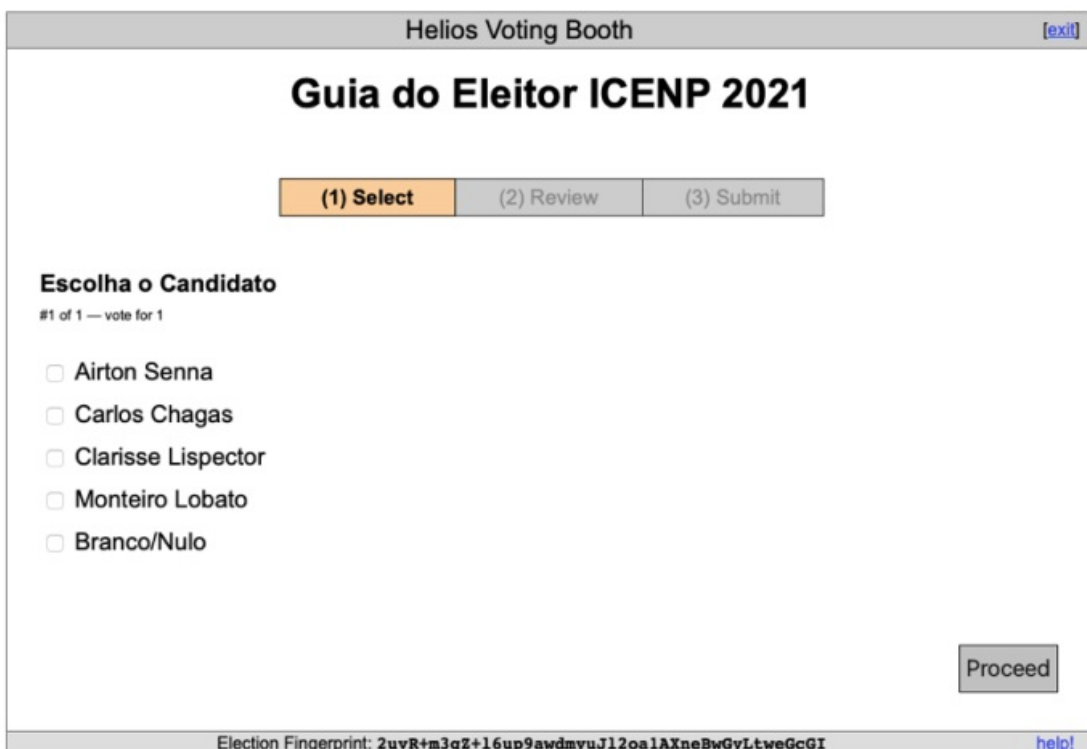 Helios Voting Booth [exit]
Guia do Eleitor ICENP 2021
(1) Select (2) Review (3) Submit
Escolha o Candidato
#1 of 1 — vote for 1
Airton Senna
Carlos Chagas
Clarisse Lispector
Monteiro Lobato
Branco/Nulo
Proceed
Election Fingerprint: help!